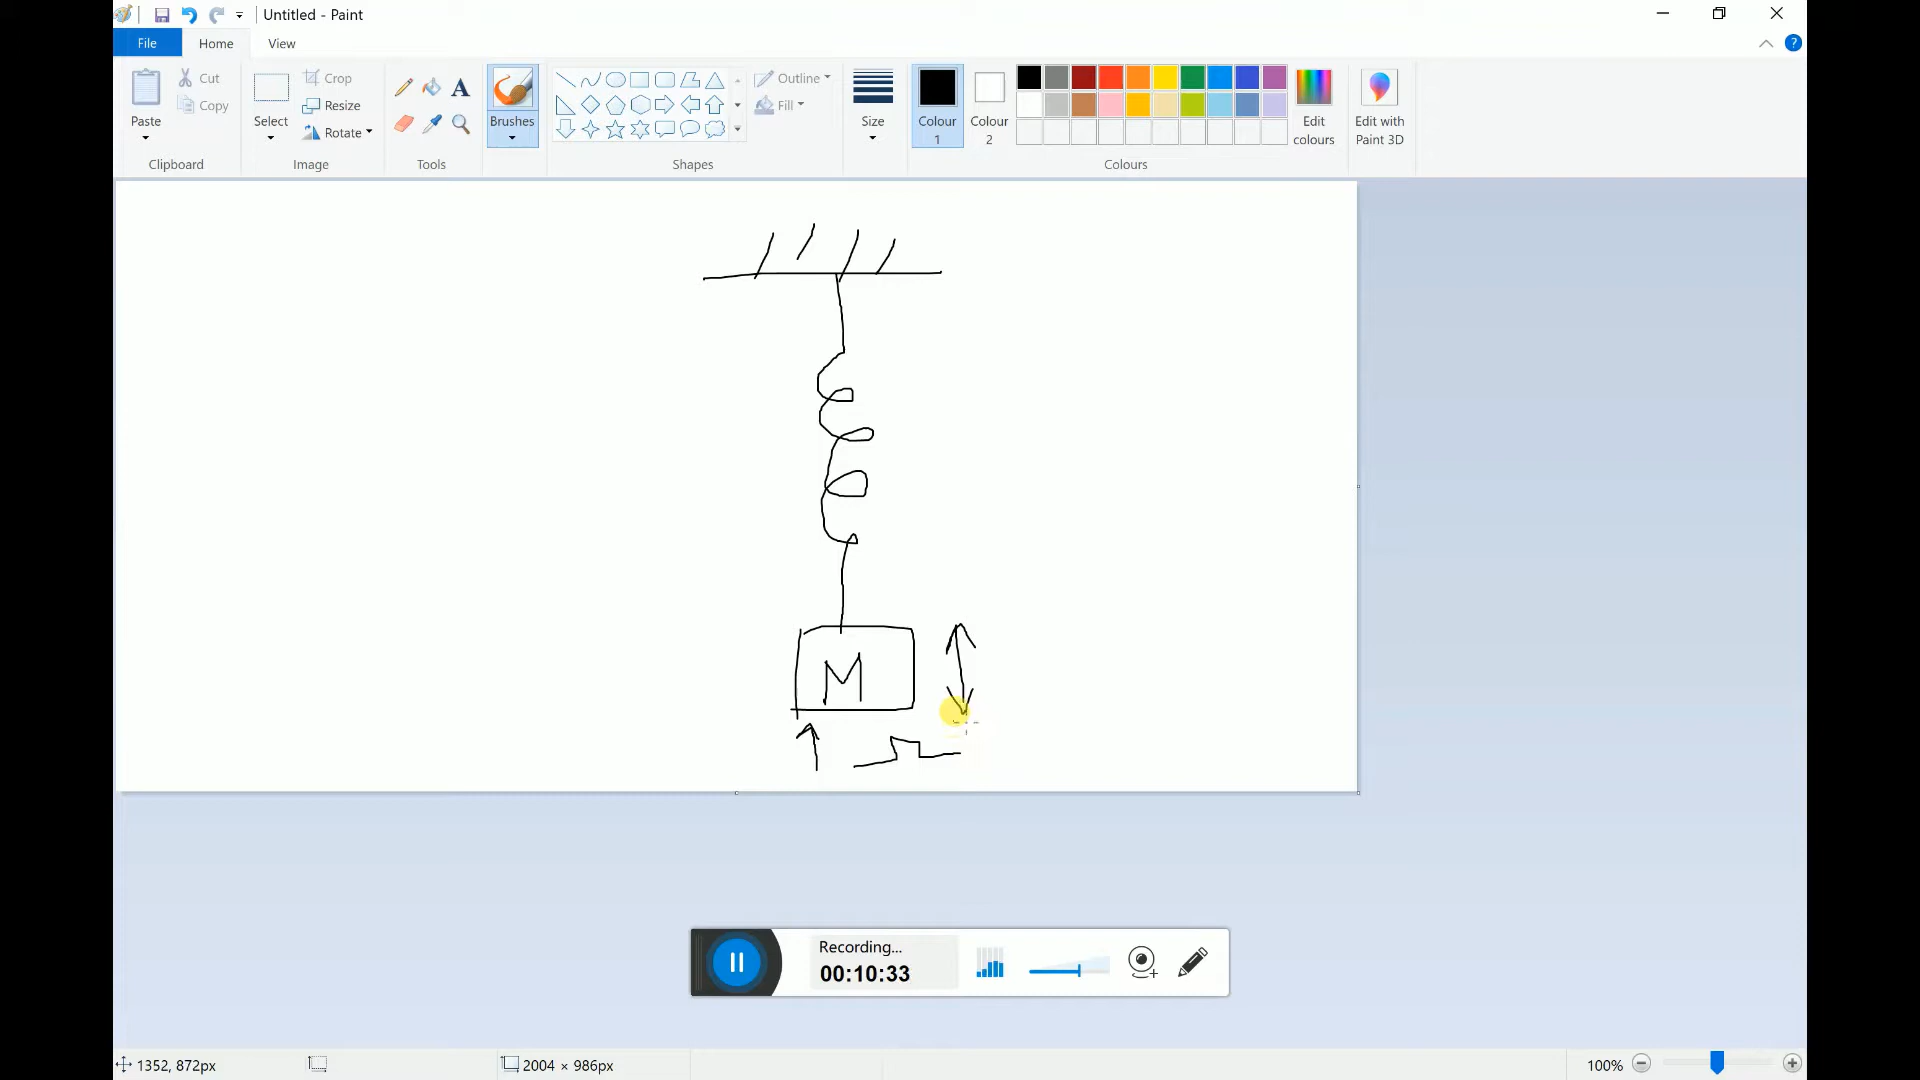 Untitled - Paint
File Home View
Paste
Cut
Copy
Clipboard
Select
Crop
Resize
Rotate
Image
Tools
Brushes
Shapes
Outline
Fill
Size
Colour 1
Colour 2
Edit colours
Edit with Paint 3D
Colours
M
Recording...
00:10:33
1352, 872px
2004 × 986px
100%